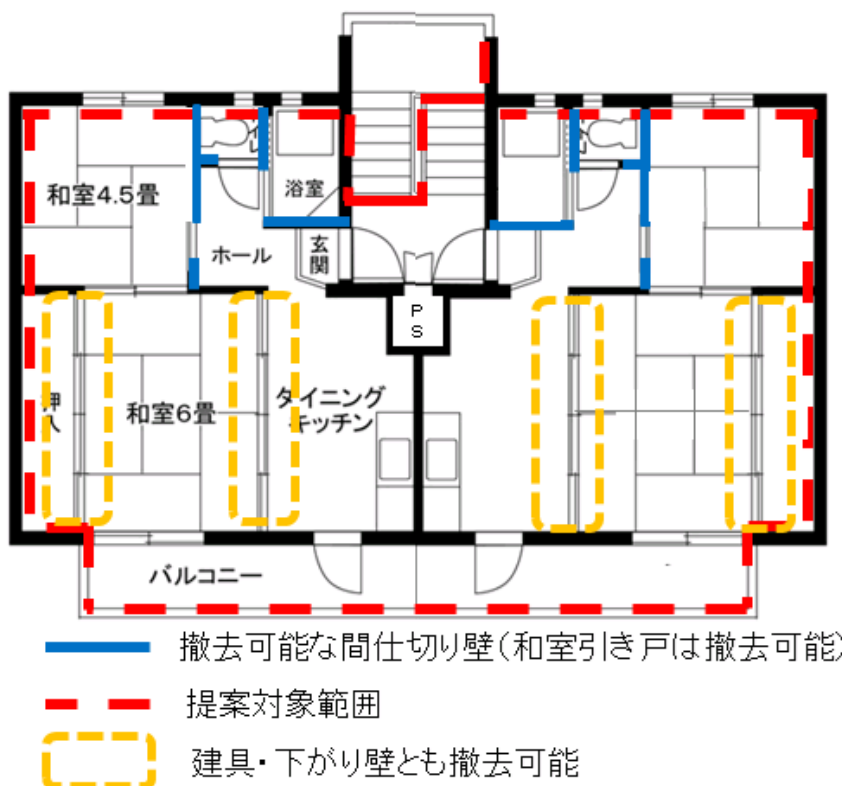 和室4.5畳
浴室
ホール
玄関
PS
押入
和室6畳
タイニング
キッチン
バルコニー
撤去可能な間仕切り壁(和室引き戸は撤去可能)
提案対象範囲
建具・下がり壁とも撤去可能